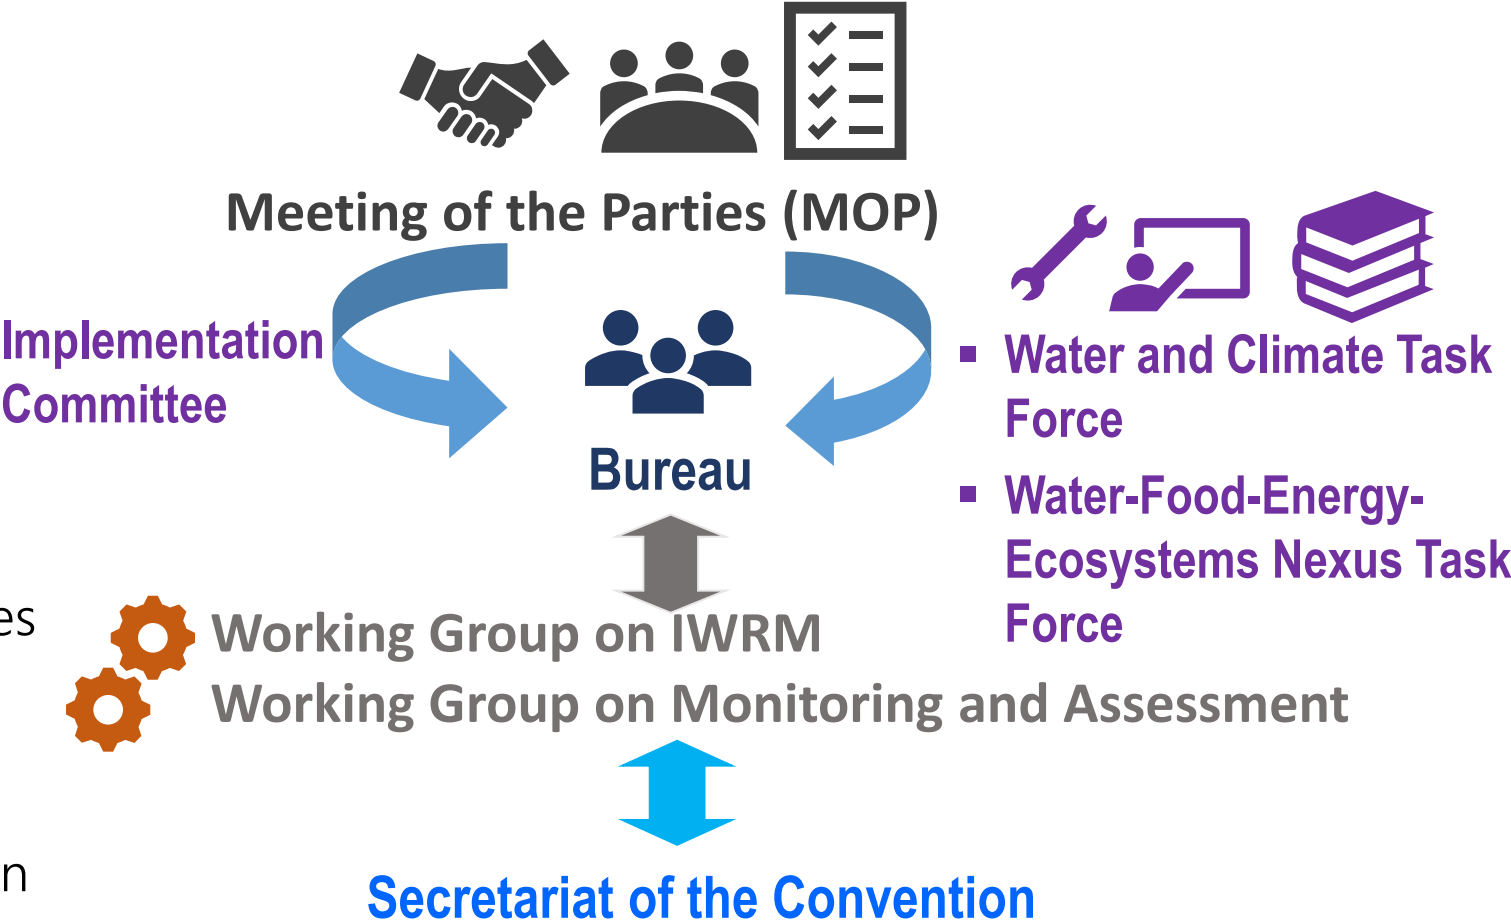 Meeting of the Parties (MOP)
Implementation
Committee
Bureau
▪ Water and Climate Task
Force
▪ Water-Food-Energy-
Ecosystems Nexus Task
Force
es
Working Group on IWRM
Working Group on Monitoring and Assessment
n
Secretariat of the Convention